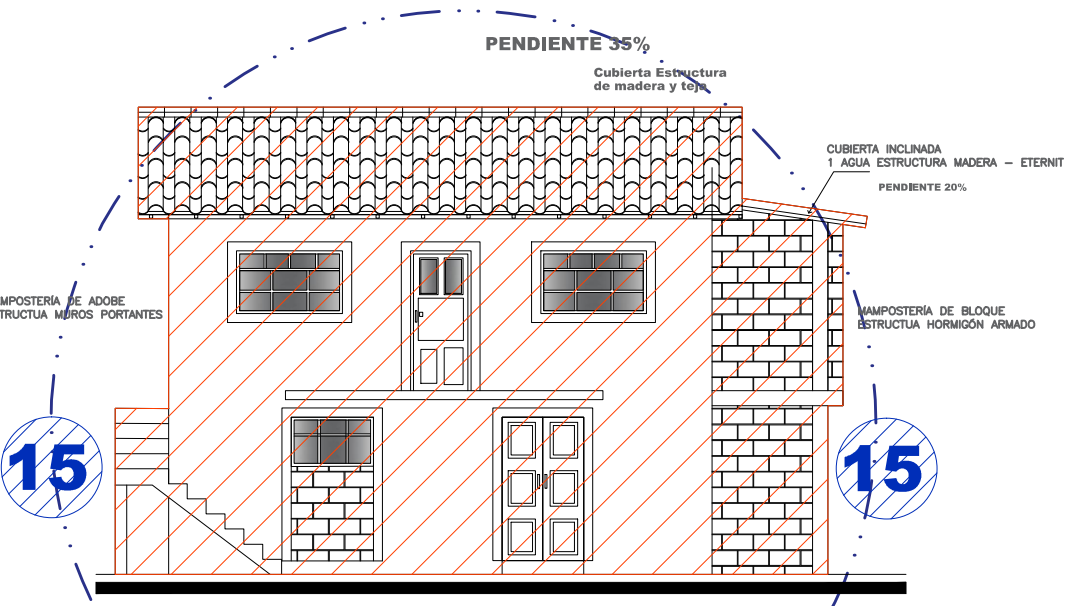 PENDIENTE 35%
Cubierta Estructura
de madera y teja
CUBIERTA INCLINADA
1 AGUA ESTRUCTURA MADERA – ETERNIT
PENDIENTE 20%
MPOSTERÍA DE ADOBE
TRUCTUA MUROS PORTANTES
MAMPOSTERÍA DE BLOQUE
ESTRUCTUA HORMIGÓN ARMADO
15
15